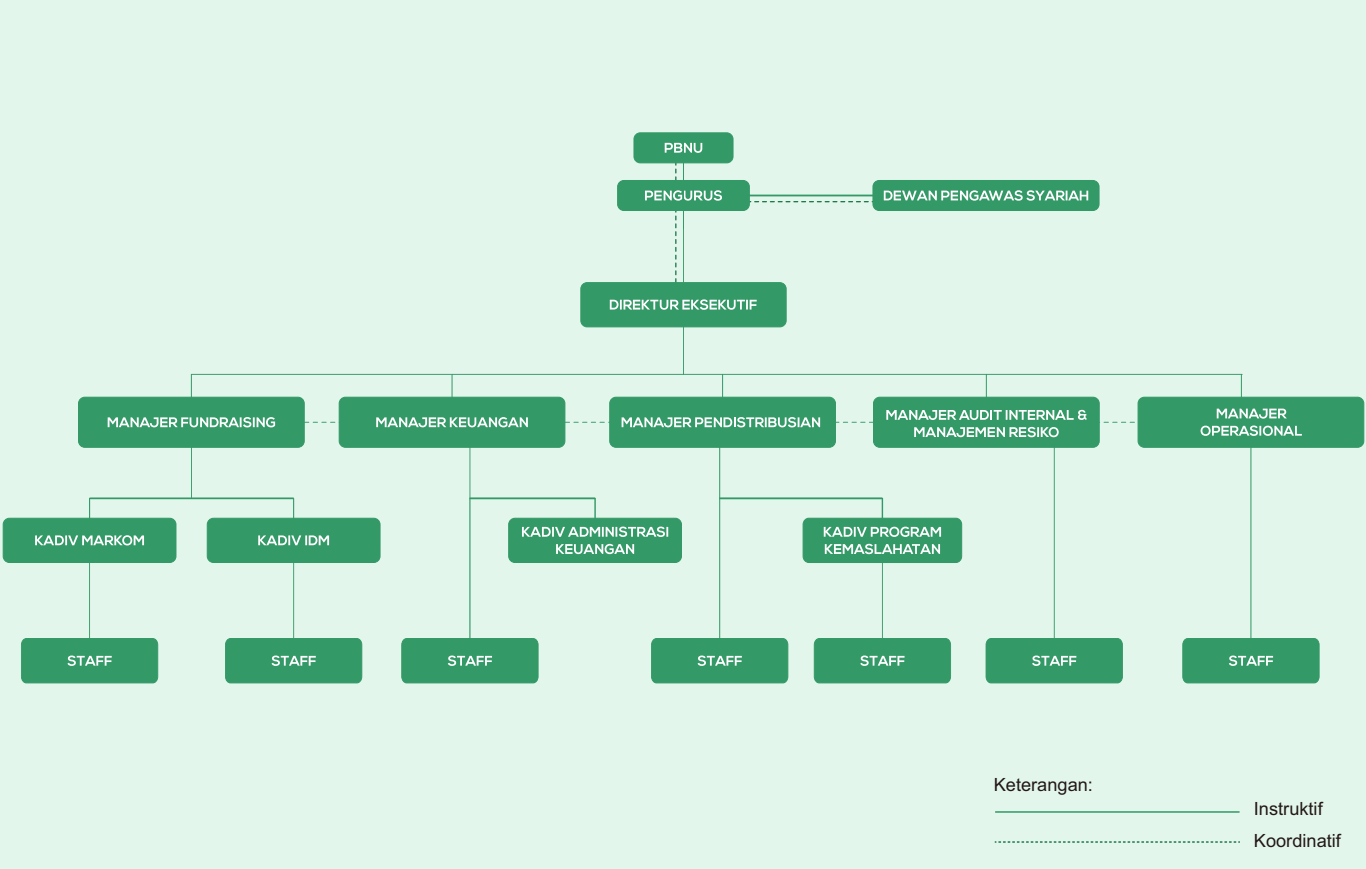 PBNU
PENGURUS
DEWAN PENGAWAS SYARIAH
DIREKTUR EKSEKUTIF
MANAJER FUNDRAISING
MANAJER KEUANGAN
MANAJER PENDISTRIBUSIAN
MANAJER AUDIT INTERNAL &
MANAJEMEN RESIKO
MANAJER
OPERASIONAL
KADIV MARKOM
KADIV IDM
KADIV ADMINISTRASI
KEUANGAN
KADIV PROGRAM
KEMASLAHATAN
STAFF
STAFF
STAFF
STAFF
STAFF
STAFF
STAFF
Keterangan:
Instruktif
Koordinatif